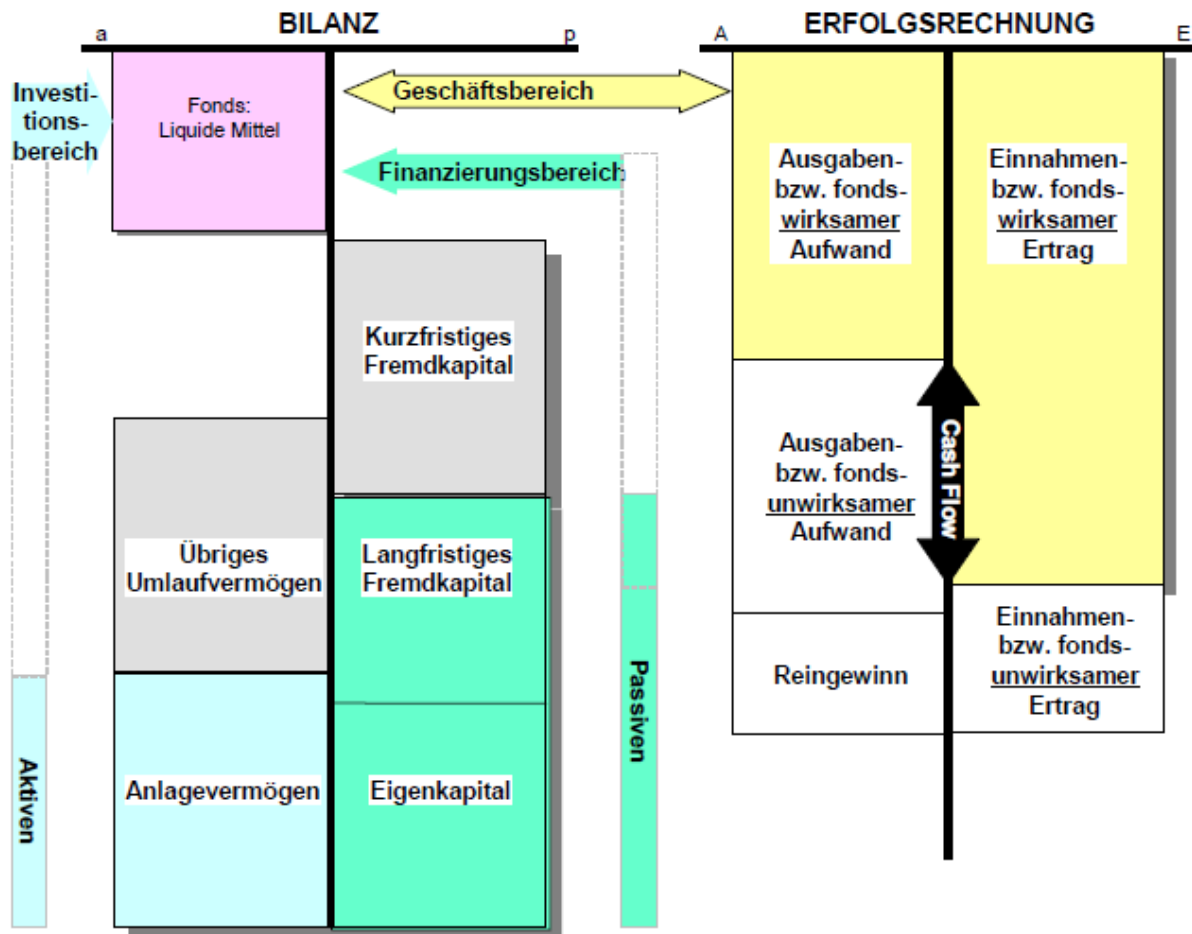 BILANZ
a
p
Investi-
tions-
bereich
Fonds:
Liquide Mittel
Geschäftsbereich
Finanzierungsbereich
Kurzfristiges
Fremdkapital
Übriges
Umlaufvermögen
Langfristiges
Fremdkapital
Anlagevermögen
Eigenkapital
Aktiven
Passiven
ERFOLGSRECHNUNG
A
E
Ausgaben-
bzw. fonds-
wirksamer
Aufwand
Einnahmen-
bzw. fonds-
wirksamer
Ertrag
Ausgaben-
bzw. fonds-
unwirksamer
Aufwand
Cash Flow
Reingewinn
Einnahmen-
bzw. fonds-
unwirksamer
Ertrag